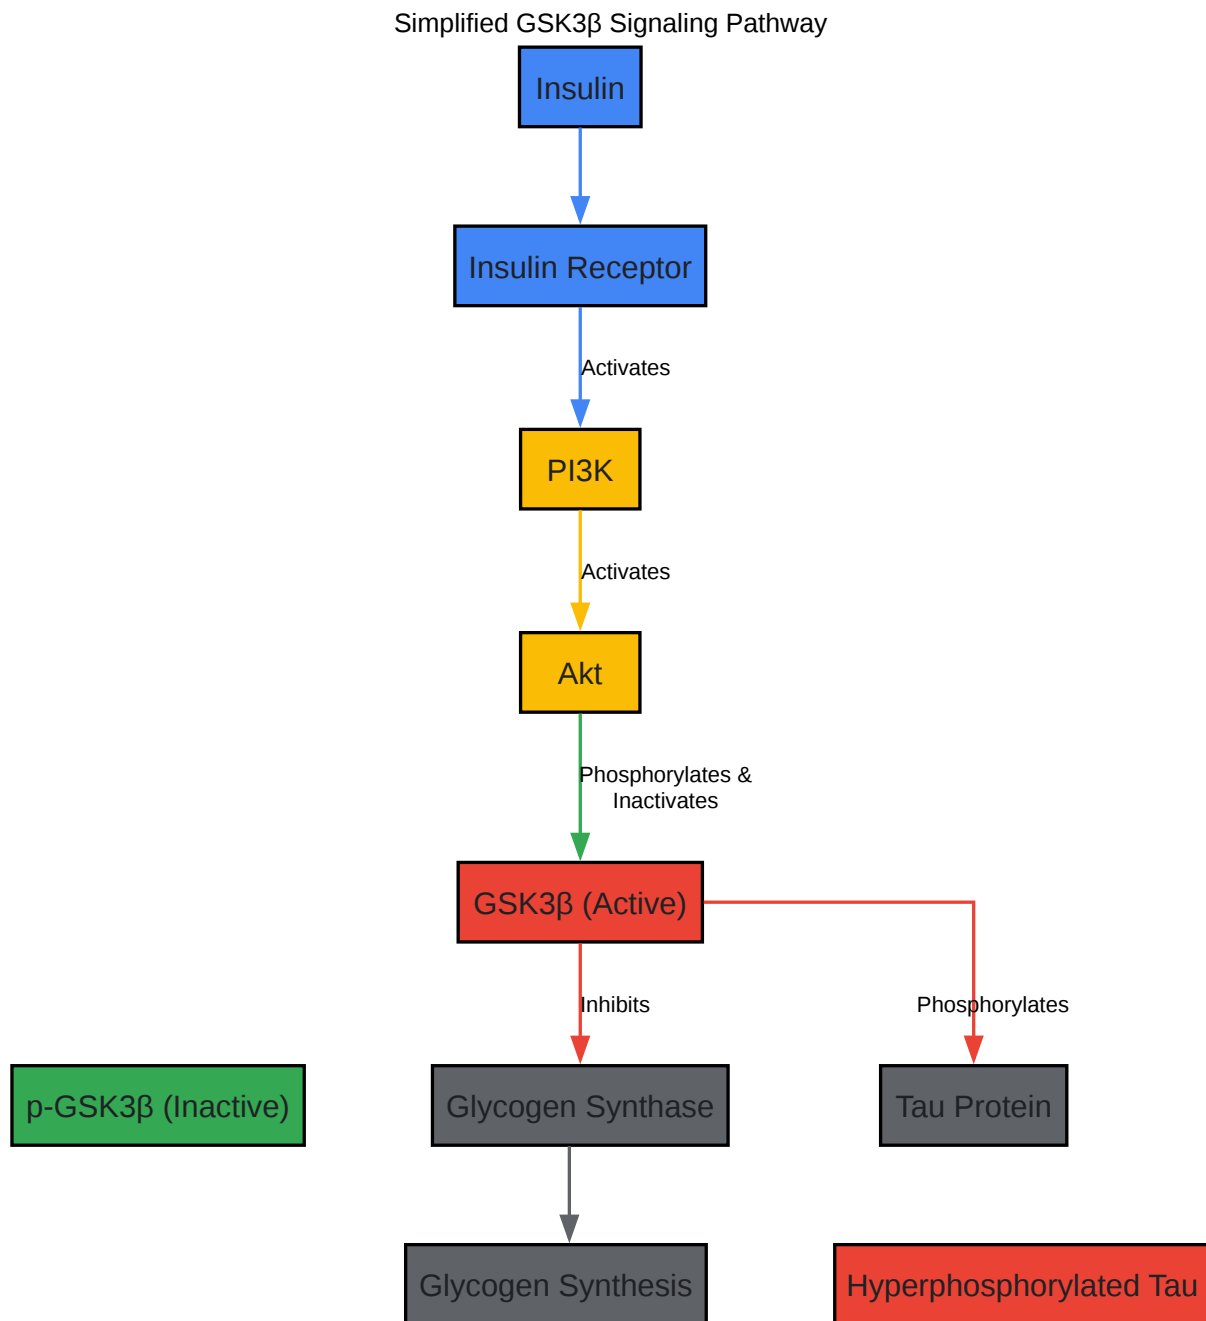 Simplified GSK3β Signaling Pathway
Insulin
Insulin Receptor
Activates
PI3K
Activates
Akt
Phosphorylates &
Inactivates
GSK3β (Active)
Inhibits
Phosphorylates
p-GSK3β (Inactive)
Glycogen Synthase
Tau Protein
Glycogen Synthesis
Hyperphosphorylated Tau